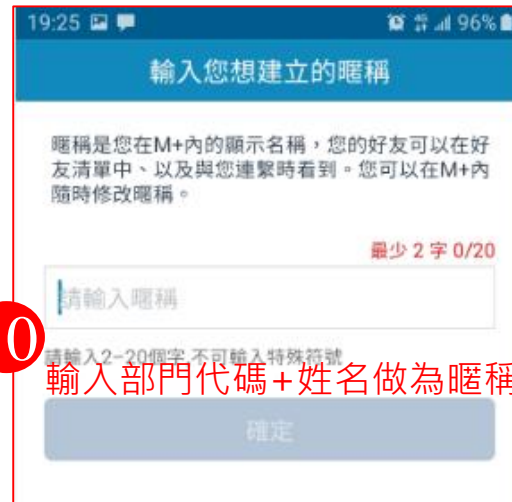 19:25 96%
輸入您想建立的暱稱
暱稱是您在M+內的顯示名稱，您的好友可以在好
友清單中、以及與您連繫時看到。您可以在M+內
隨時修改暱稱。
最少 2 字 0/20
請輸入暱稱
0
請輸入2-20個字,不可輸入特殊符號
輸入部門代碼+姓名做為暱稱
確定